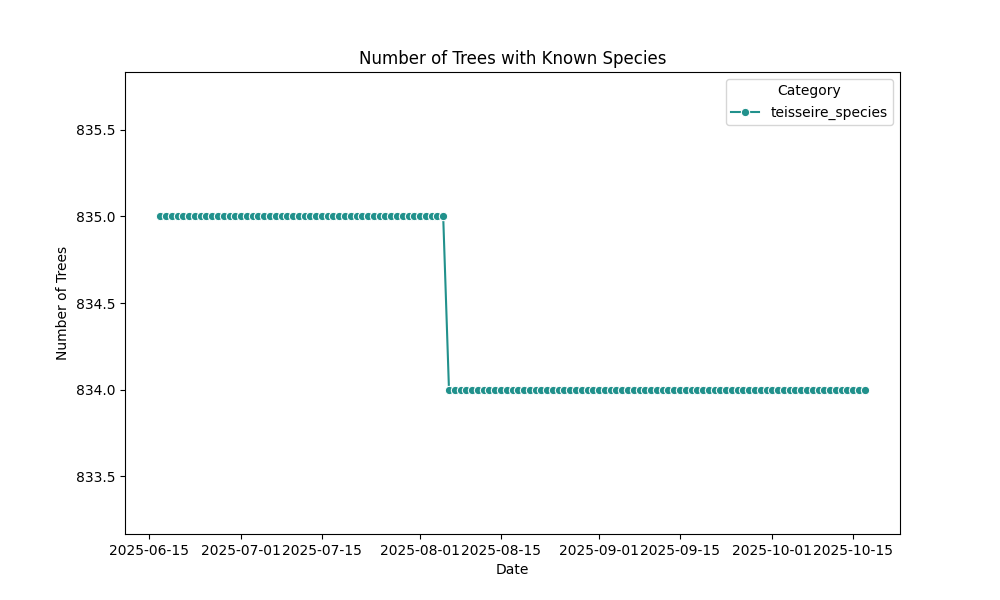 Number of Trees with Known Species
Category
teisseire_species
Number of Trees
835.5
835.0
834.5
834.0
833.5
2025-06-15 2025-07-01 2025-07-15 2025-08-01 2025-08-15 2025-09-01 2025-09-15 2025-10-01 2025-10-15
Date